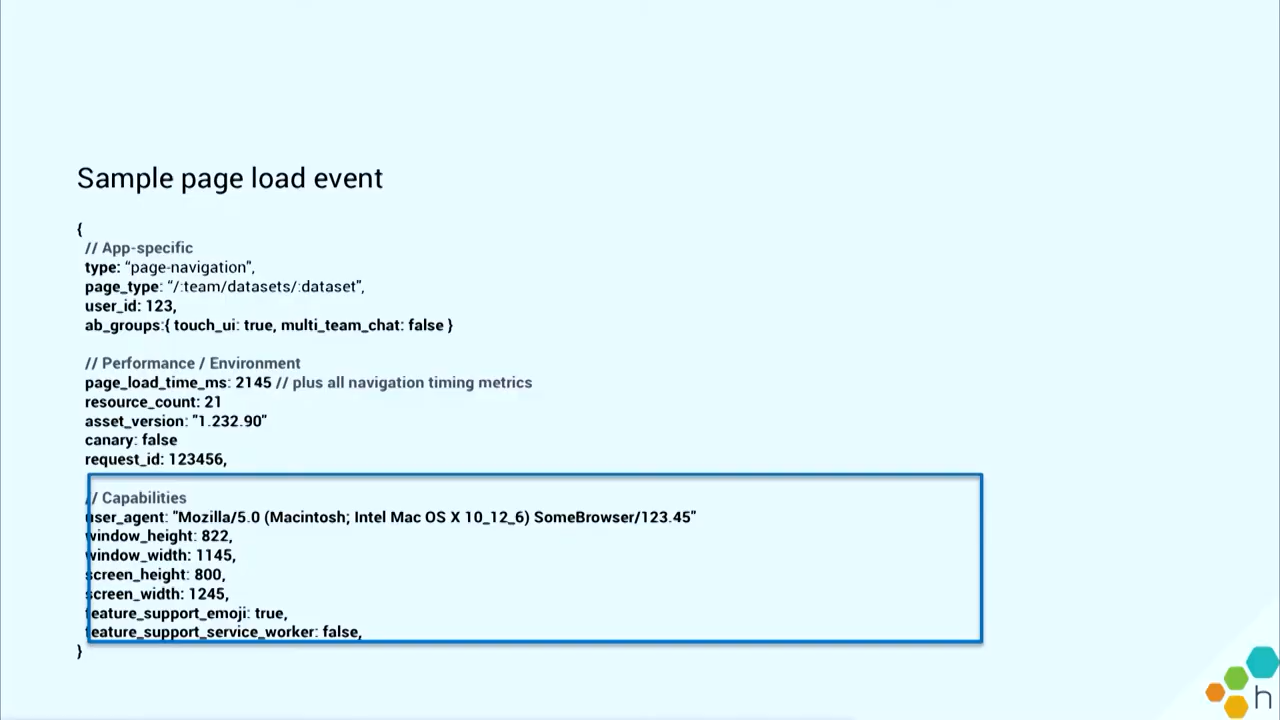 Sample page load event
{
// App-specific
type: “page-navigation”,
page_type: “/:team/datasets/:dataset”,
user_id: 123,
ab_groups:{ touch_ui: true, multi_team_chat: false }
// Performance / Environment
page_load_time_ms: 2145 // plus all navigation timing metrics
resource_count: 21
asset_version: "1.232.90"
canary: false
request_id: 123456,
// Capabilities
user_agent: "Mozilla/5.0 (Macintosh; Intel Mac OS X 10_12_6) SomeBrowser/123.45"
window_height: 822,
window_width: 1145,
screen_height: 800,
screen_width: 1245,
feature_support_emoji: true,
feature_support_service_worker: false,
}
h